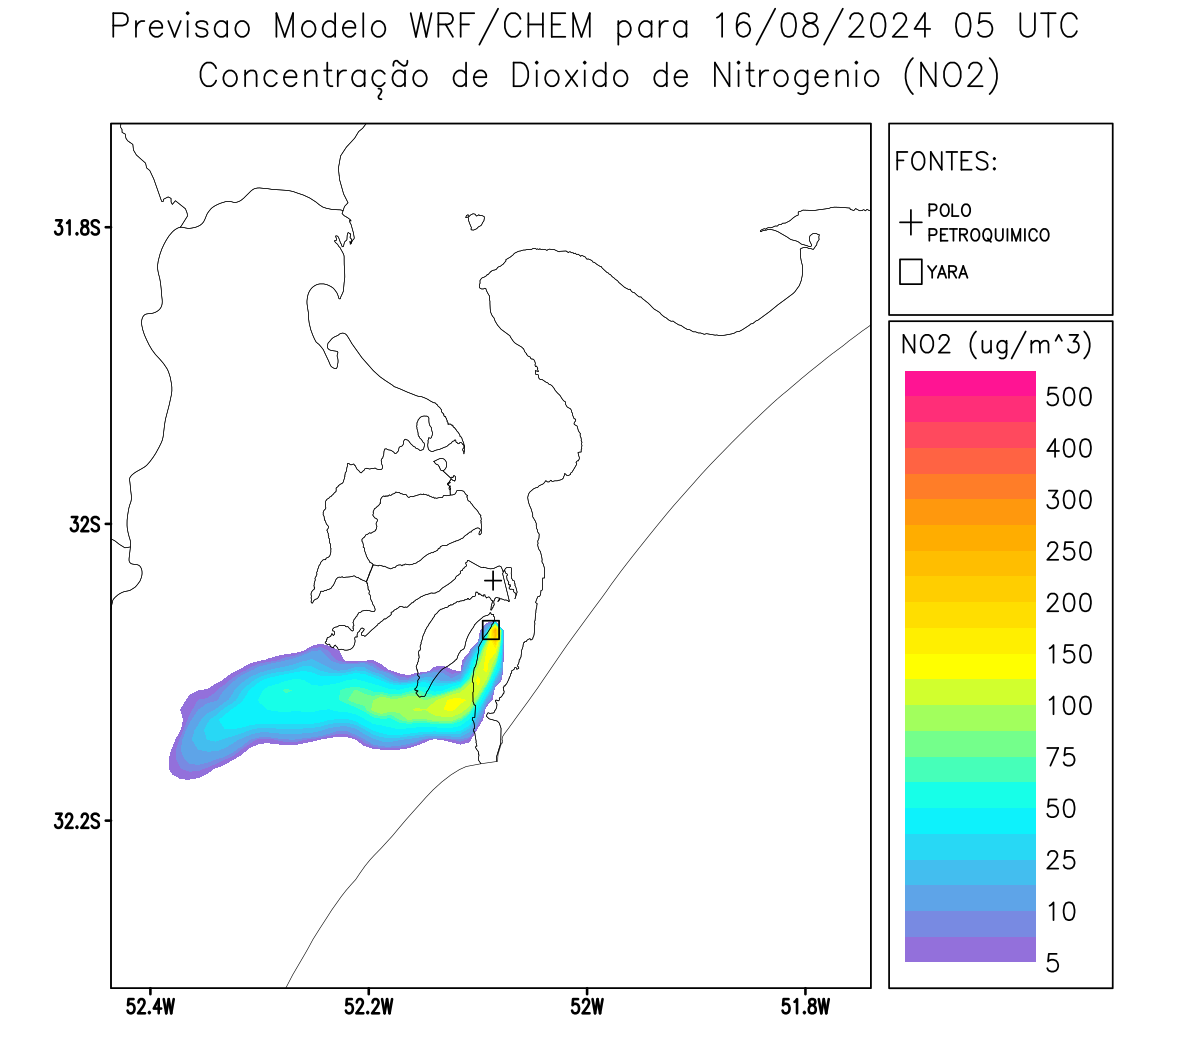 Previsao Modelo WRF/CHEM para 16/08/2024 05 UTC
Concentração de Dioxido de Nitrogenio (NO2)
FONTES:
POLO
PETROQUIMICO
YARA
NO2 (ug/m^3)
500
400
300
250
200
150
100
75
50
25
10
5
31.8S
32S
32.2S
52.4W
52.2W
52W
51.8W